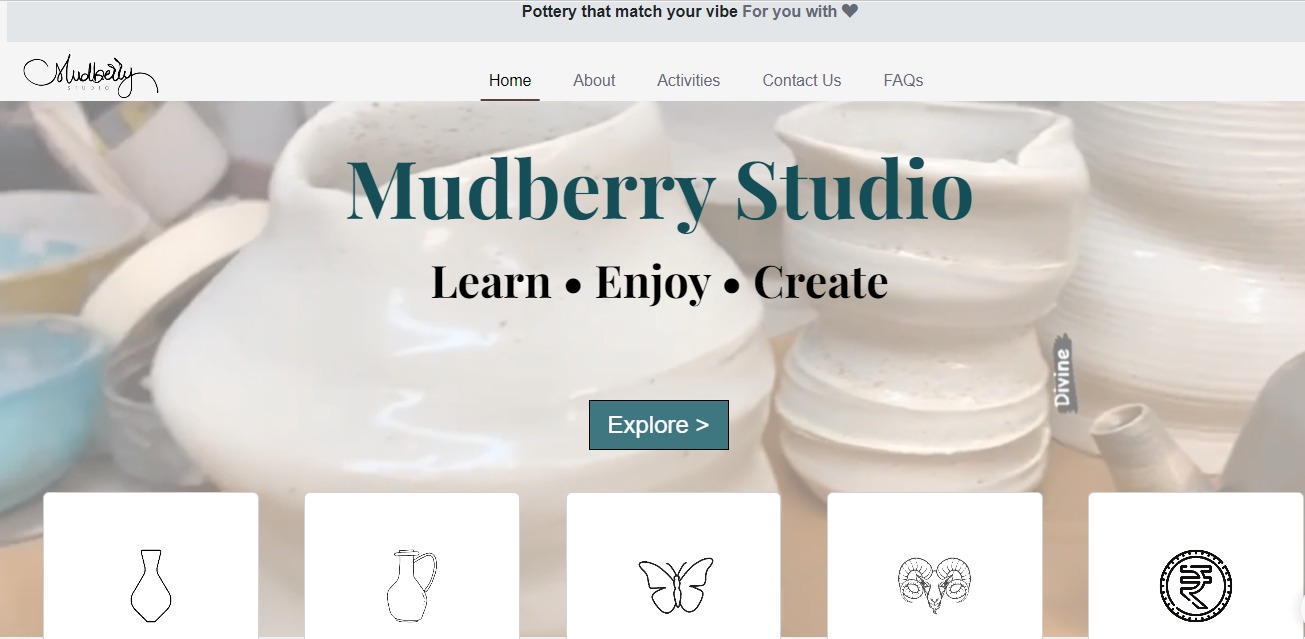 Pottery that match your vibe For you with ❤
Mudberry
STUDIO
Home About Activities Contact Us FAQs
Mudberry Studio
Learn • Enjoy • Create
Divine
Explore >
₹